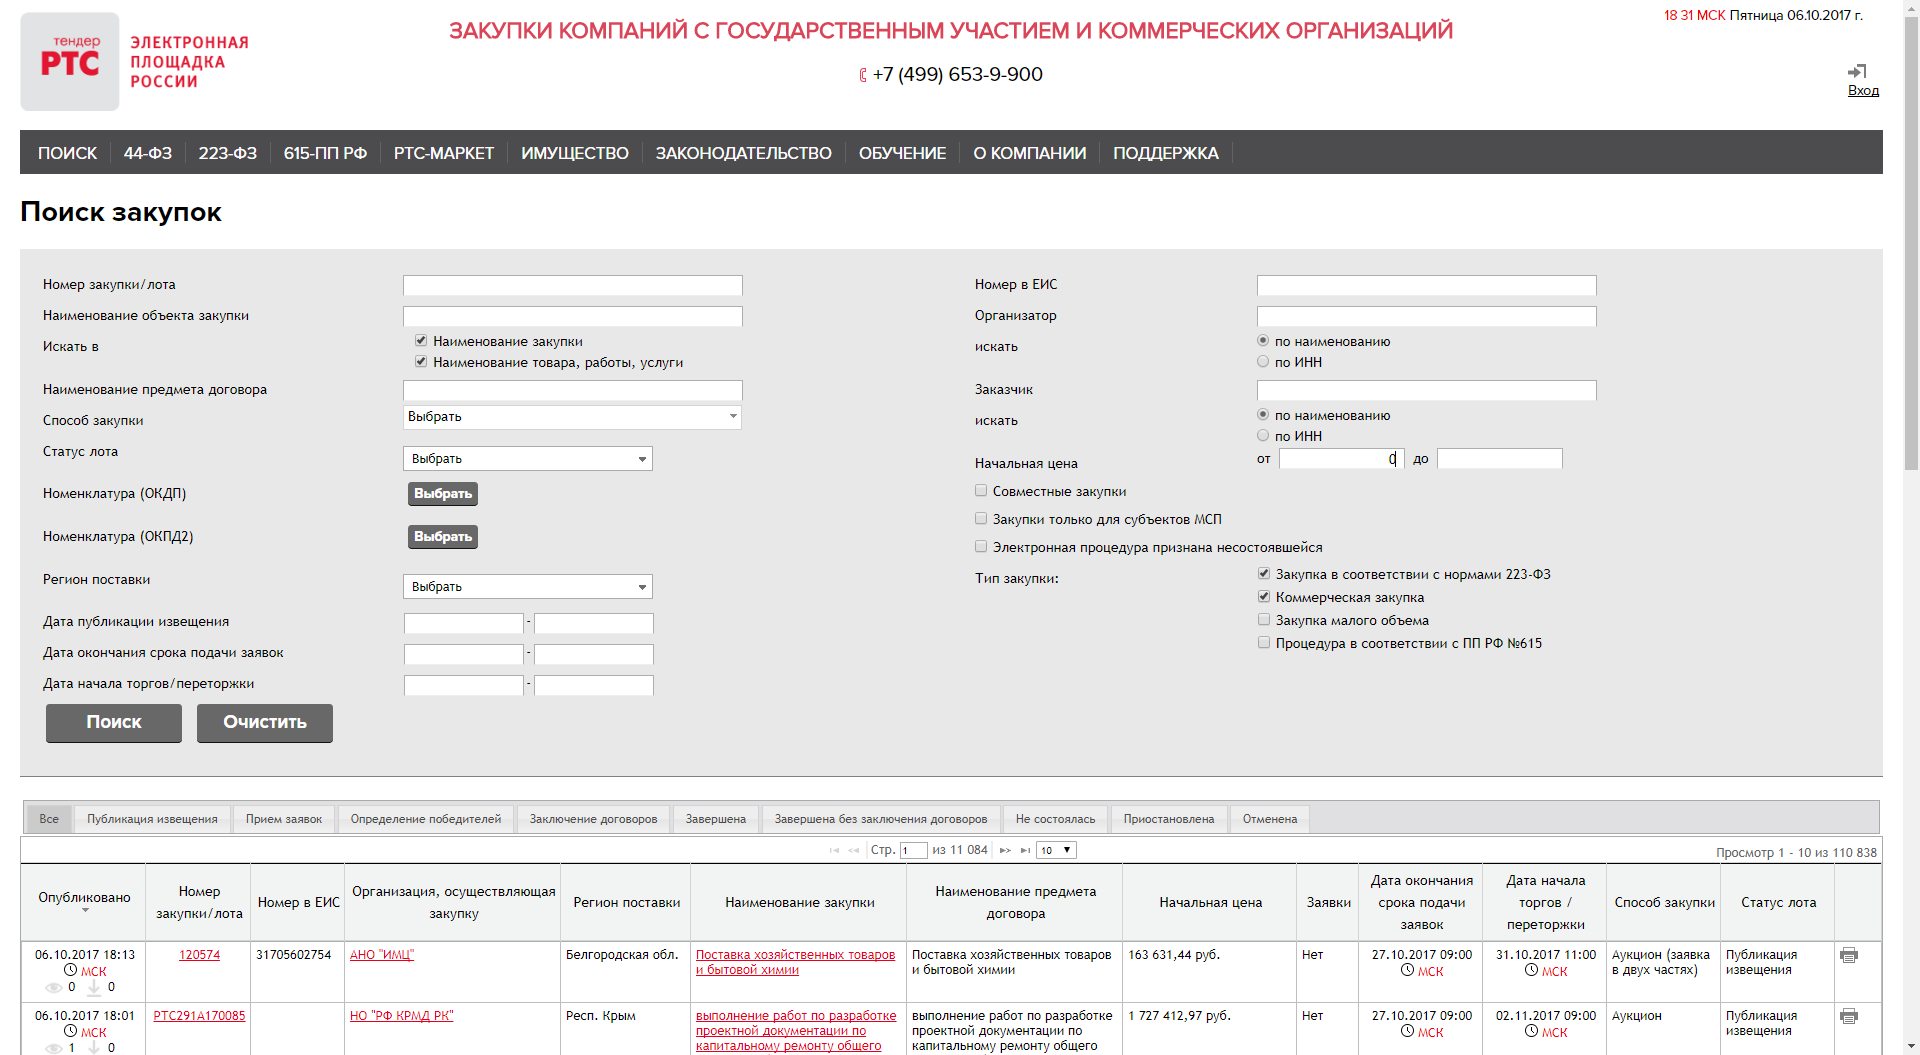 тендер
РТС
ЭЛЕКТРОННАЯ
ПЛОЩАДКА
РОССИИ
ЗАКУПКИ КОМПАНИЙ С ГОСУДАРСТВЕННЫМ УЧАСТИЕМ И КОММЕРЧЕСКИХ ОРГАНИЗАЦИЙ
+7 (499) 653-9-900
18 31 МСК Пятница 06.10.2017 г.
Вход
ПОИСК 44-ФЗ 223-ФЗ 615-ПП РФ РТС-МАРКЕТ ИМУЩЕСТВО ЗАКОНОДАТЕЛЬСТВО ОБУЧЕНИЕ О КОМПАНИИ ПОДДЕРЖКА
Поиск закупок
Номер закупки/лота
Наименование объекта закупки
Искать в
Наименование закупки
Наименование товара, работы, услуги
Наименование предмета договора
Способ закупки Выбрать
Статус лота Выбрать
Номенклатура (ОКДП) Выбрать
Номенклатура (ОКПД2) Выбрать
Регион поставки Выбрать
Дата публикации извещения -
Дата окончания срока подачи заявок -
Дата начала торгов/переторжки -
Поиск Очистить
Номер в ЕИС
Организатор
искать
по наименованию
по ИНН
Заказчик
искать
по наименованию
по ИНН
Начальная цена от 0 до
Совместные закупки
Закупки только для субъектов МСП
Электронная процедура признана несостоявшейся
Тип закупки:
Закупка в соответствии с нормами 223-ФЗ
Коммерческая закупка
Закупка малого объема
Процедура в соответствии с ПП РФ №615
Все Публикация извещения Прием заявок Определение победителей Заключение договоров Завершена Завершена без заключения договоров Не состоялась Приостановлена Отменена
Стр. 1 из 11 084 10
Просмотр 1 - 10 из 110 838
Опубликовано
Номер
закупки/лота
Номер в ЕИС
Организация, осуществляющая
закупку
Регион поставки
Наименование закупки
Наименование предмета
договора
Начальная цена
Заявки
Дата окончания
срока подачи
заявок
Дата начала
торгов /
переторжки
Способ закупки
Статус лота
06.10.2017 18:13
МСК
0 0
120574
31705602754
АНО "ИМЦ"
Белгородская обл.
Поставка хозяйственных товаров
и бытовой химии
Поставка хозяйственных товаров
и бытовой химии
163 631,44 руб.
Нет
27.10.2017 09:00
МСК
31.10.2017 11:00
МСК
Аукцион (заявка
в двух частях)
Публикация
извещения
06.10.2017 18:01
МСК
1 0
РТС291А170085
НО "РФ КРМД РК"
Респ. Крым
выполнение работ по разработке
проектной документации по
капитальному ремонту общего
выполнение работ по разработке
проектной документации по
капитальному ремонту общего
1 727 412,97 руб.
Нет
27.10.2017 09:00
МСК
02.11.2017 09:00
МСК
Аукцион
Публикация
извещения